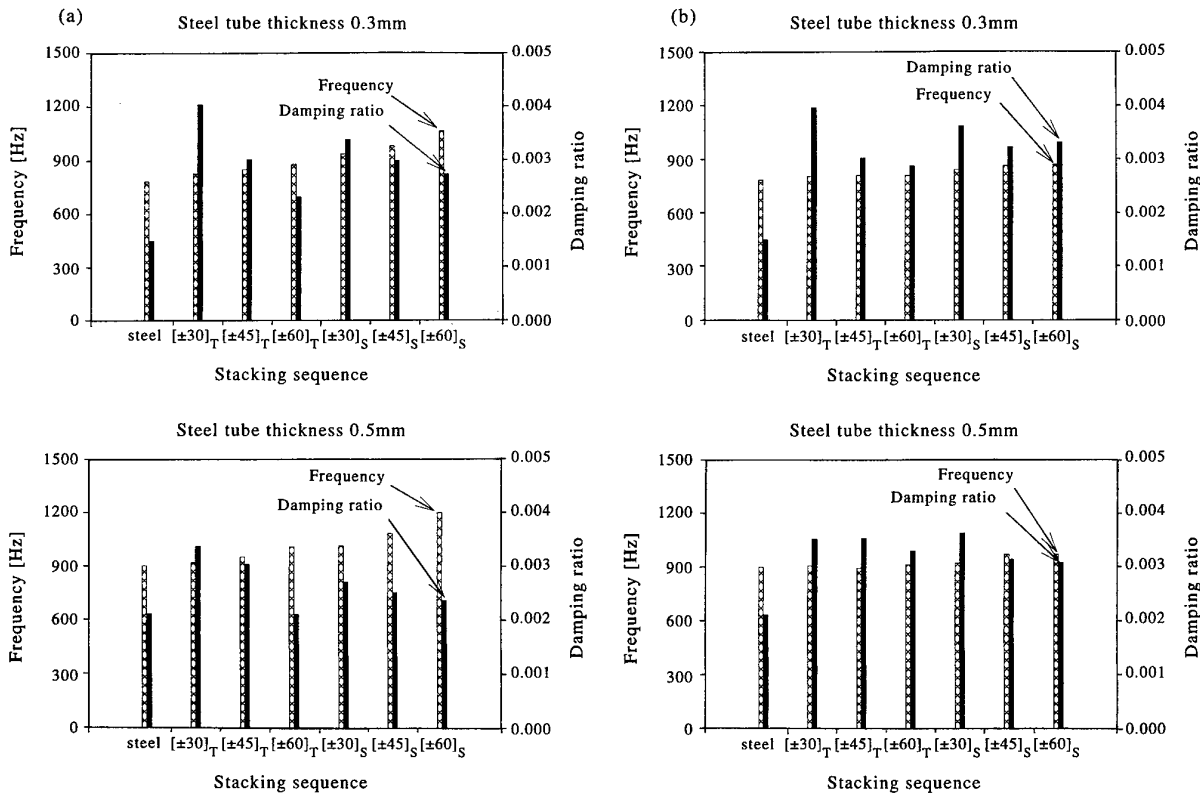 (a)
Steel tube thickness 0.3mm
1500
1200
900
600
300
0
Frequency [Hz]
0.005
0.004
0.003
0.002
0.001
0.000
Damping ratio
Frequency
Damping ratio
steel [±30]T [±45]T [±60]T [±30]S [±45]S [±60]S
Stacking sequence
(b)
Steel tube thickness 0.3mm
1500
1200
900
600
300
0
Frequency [Hz]
0.005
0.004
0.003
0.002
0.001
0.000
Damping ratio
Damping ratio
Frequency
steel [±30]T [±45]T [±60]T [±30]S [±45]S [±60]S
Stacking sequence
Steel tube thickness 0.5mm
1500
1200
900
600
300
0
Frequency [Hz]
0.005
0.004
0.003
0.002
0.001
0.000
Damping ratio
Frequency
Damping ratio
steel [±30]T [±45]T [±60]T [±30]S [±45]S [±60]S
Stacking sequence
Steel tube thickness 0.5mm
1500
1200
900
600
300
0
Frequency [Hz]
0.005
0.004
0.003
0.002
0.001
0.000
Damping ratio
Frequency
Damping ratio
steel [±30]T [±45]T [±60]T [±30]S [±45]S [±60]S
Stacking sequence